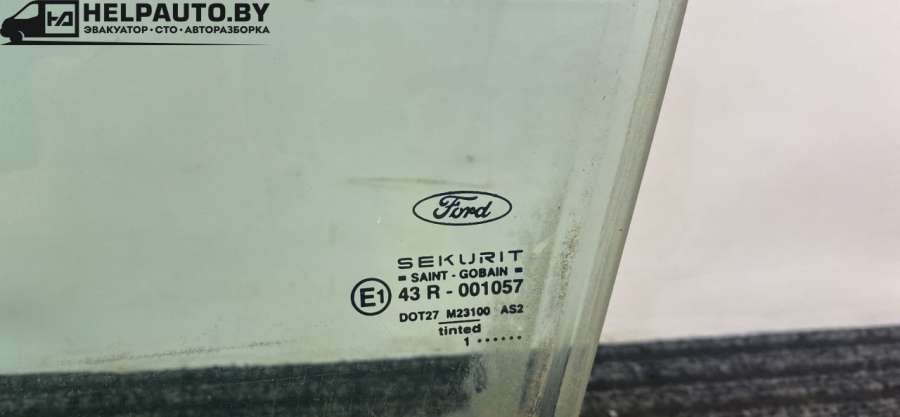 HELPAUTO.BY
ЭВАКУАТОР • СТО • АВТОРАЗБОРКА
Ford
SEKURIT
SAINT - GOBAIN
E1 43 R - 001057
DOT27 M23100 AS2
tinted
1 ••••••